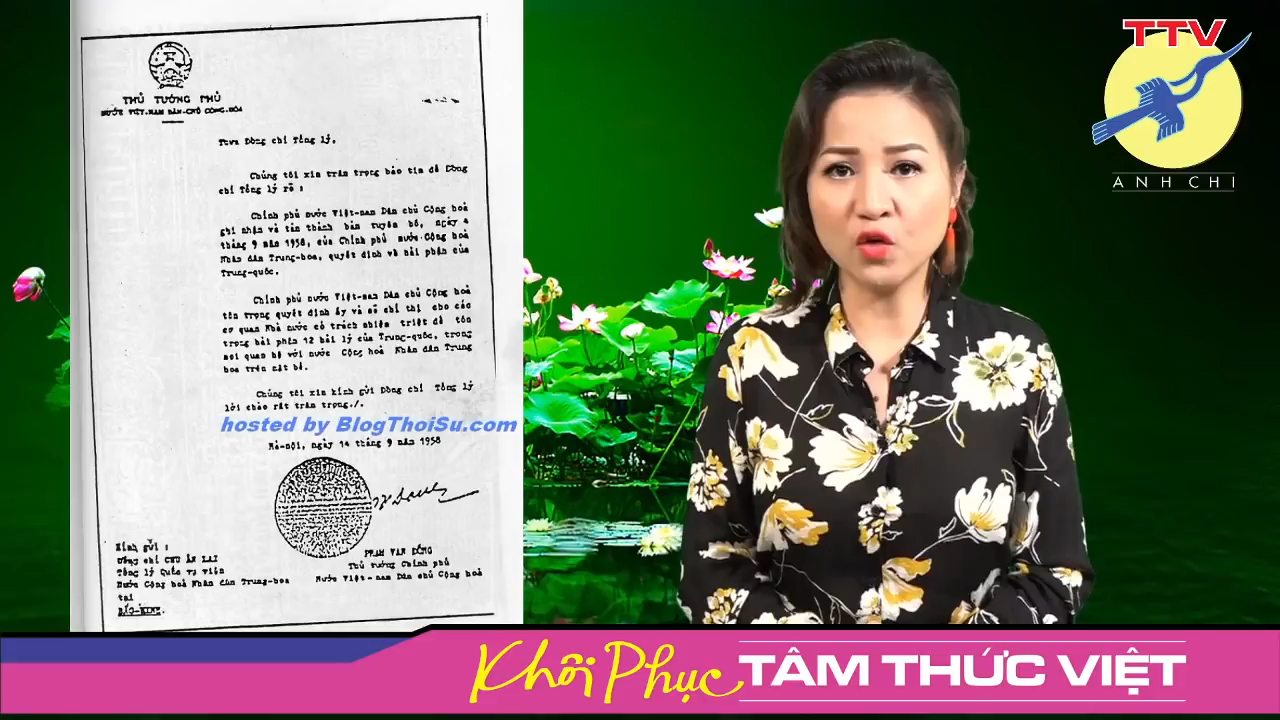 THỦ TƯỚNG PHỦ
NƯỚC VIỆT-NAM DÂN-CHỦ CỘNG-HÒA
Thưa Đồng chí Tổng lý,
Chúng tôi xin trân trọng báo tin để Đồng
chí Tổng lý rõ :
Chính phủ nước Việt-nam Dân chủ Cộng hoà
ghi nhận và tán thành bản tuyên bố, ngày 4
tháng 9 năm 1958, của Chính phủ nước Cộng hoà
Nhân dân Trung-hoa, quyết định về hải phận của
Trung-quốc.
Chính phủ nước Việt-nam Dân chủ Cộng hoà
tôn trọng quyết định ấy và sẽ chỉ thị cho các
cơ quan Nhà nước có trách nhiệm triệt để tôn
trọng hải phận 12 hải lý của Trung-quốc, trong
mọi quan hệ với nước Cộng hoà Nhân dân Trung
hoa trên mặt bể.
Chúng tôi xin kính gửi Đồng chí Tổng lý
lời chào rất trân trọng./.
hosted by BlogThoiSu.com
Hà-nội, ngày 14 tháng 9 năm 1958
PHẠM VĂN ĐỒNG
Thủ tướng Chính phủ
Nước Việt-nam Dân chủ Cộng hoà
Kính gửi :
Đồng chí CHU ÂN LAI
Tổng lý Quốc vụ viện
Nước Cộng hoà Nhân dân Trung-hoa
tại
BẮC-KINH.
TTV
ANH CHI
Khôi Phục TÂM THỨC VIỆT